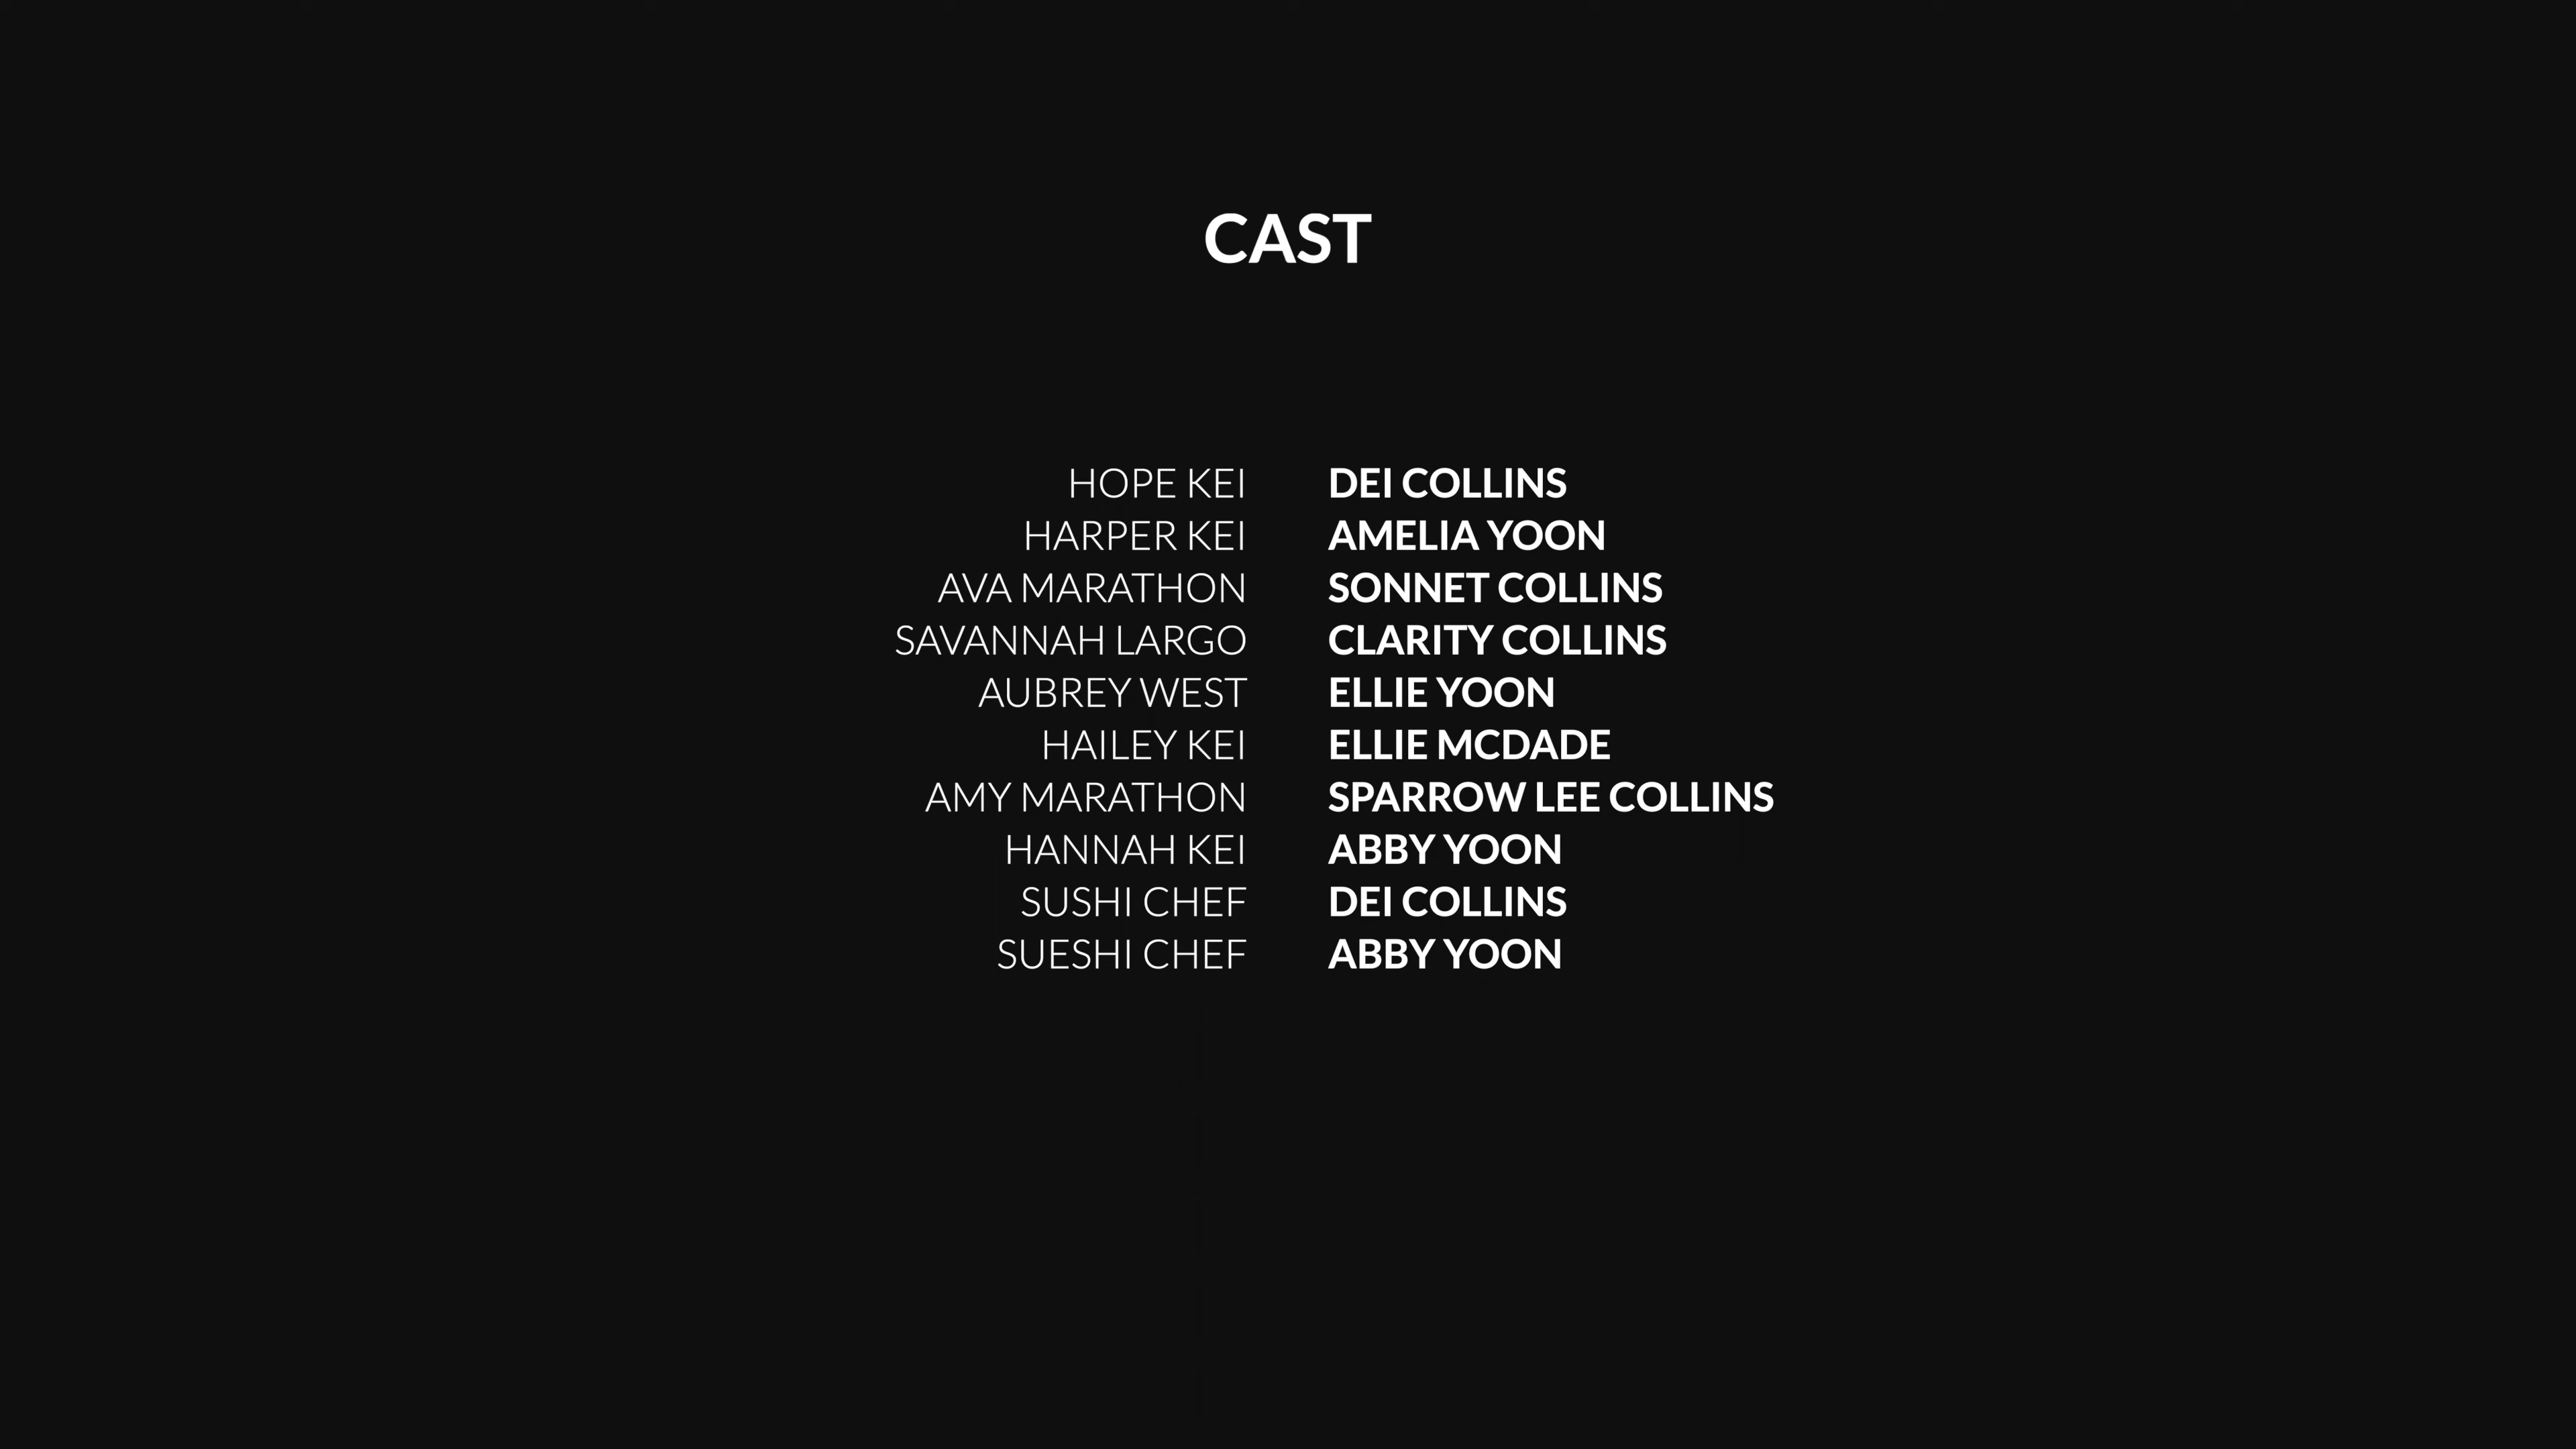 CAST
HOPE KEI DEI COLLINS
HARPER KEI AMELIA YOON
AVA MARATHON SONNET COLLINS
SAVANNAH LARGO CLARITY COLLINS
AUBREY WEST ELLIE YOON
HAILEY KEI ELLIE MCDADE
AMY MARATHON SPARROW LEE COLLINS
HANNAH KEI ABBY YOON
SUSHI CHEF DEI COLLINS
SUESHI CHEF ABBY YOON